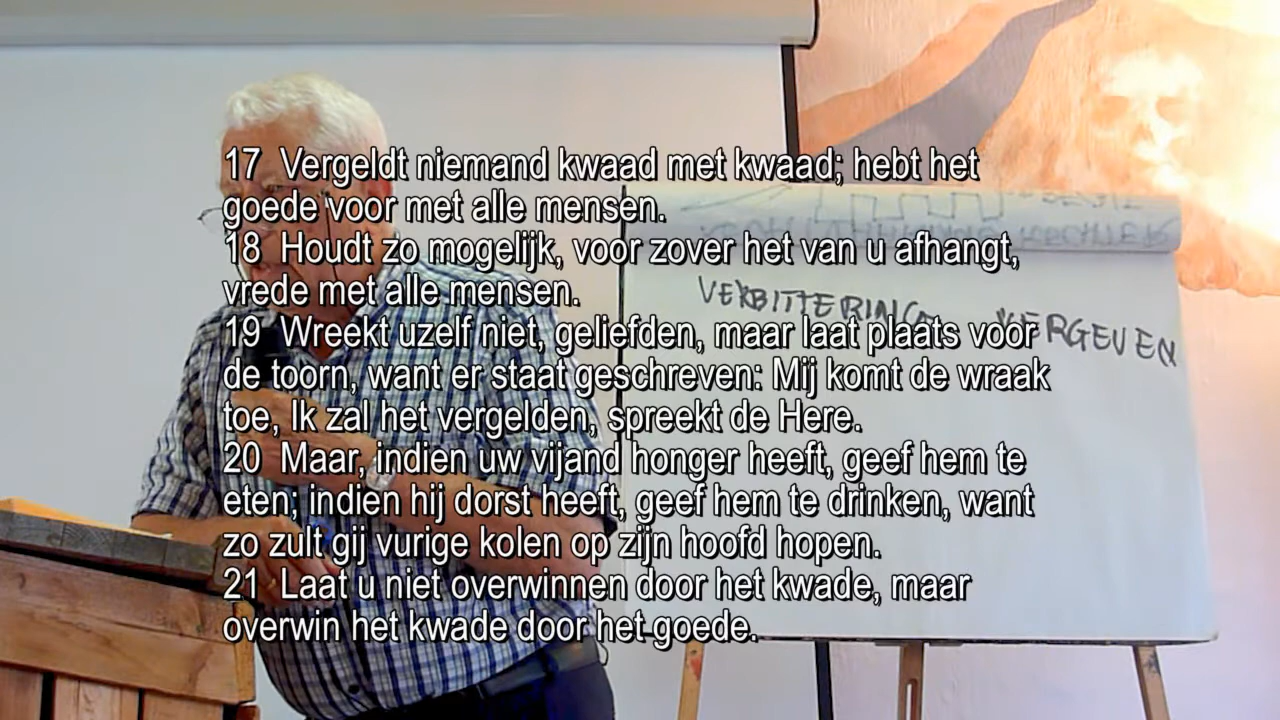 17 Vergeldt niemand kwaad met kwaad; hebt het
goede voor met alle mensen.
18 Houdt zo mogelijk, voor zover het van u afhangt,
vrede met alle mensen.
19 Wreekt uzelf niet, geliefden, maar laat plaats voor
de toorn, want er staat geschreven: Mij komt de wraak
toe, Ik zal het vergelden, spreekt de Here.
20 Maar, indien uw vijand honger heeft, geef hem te
eten; indien hij dorst heeft, geef hem te drinken, want
zo zult gij vurige kolen op zijn hoofd hopen.
21 Laat u niet overwinnen door het kwade, maar
overwin het kwade door het goede.
VERBITTERING VERGEVEN